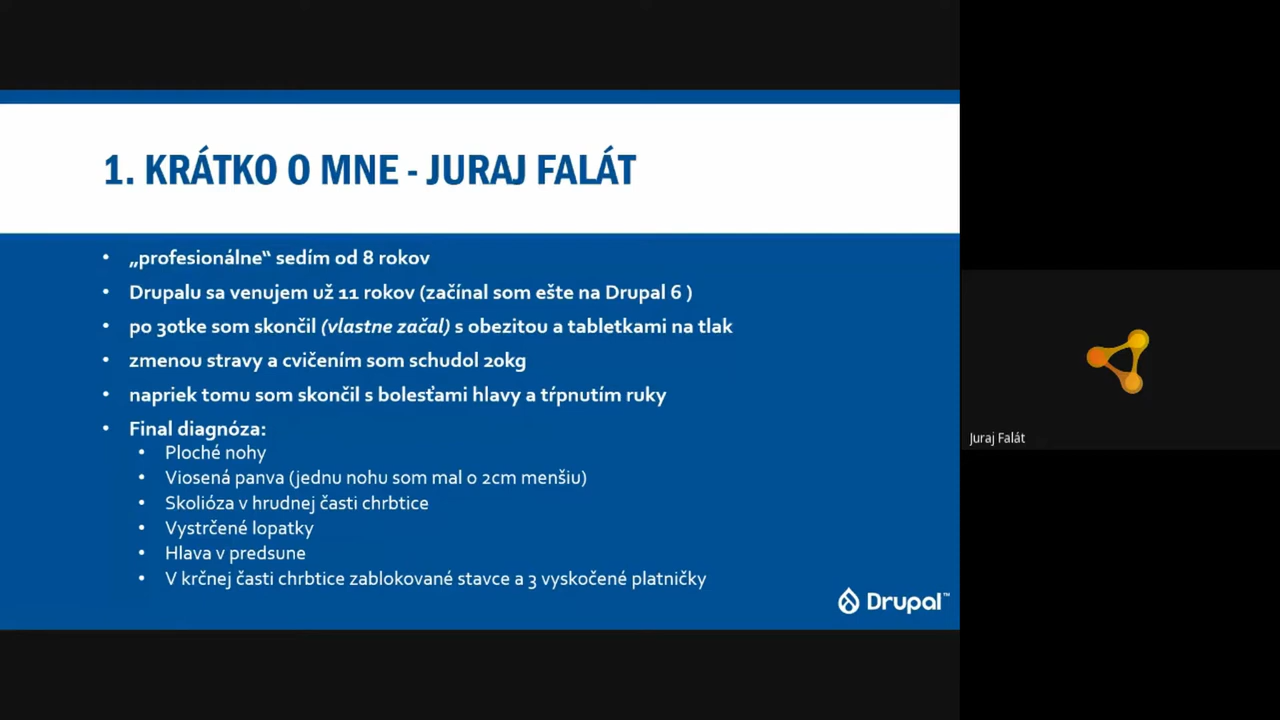 1. KRÁTKO O MNE - JURAJ FALÁT
• „profesionálne“ sedím od 8 rokov
• Drupalu sa venujem už 11 rokov (začínal som ešte na Drupal 6 )
• po 30tke som skončil (vlastne začal) s obezitou a tabletkami na tlak
• zmenou stravy a cvičením som schudol 20kg
• napriek tomu som skončil s bolesťami hlavy a tŕpnutím ruky
• Final diagnóza:
• Ploché nohy
• Viosená panva (jednu nohu som mal o 2cm menšiu)
• Skolióza v hrudnej časti chrbtice
• Vystrčené lopatky
• Hlava v predsune
• V krčnej časti chrbtice zablokované stavce a 3 vyskočené platničky
Drupal™
Juraj Falát